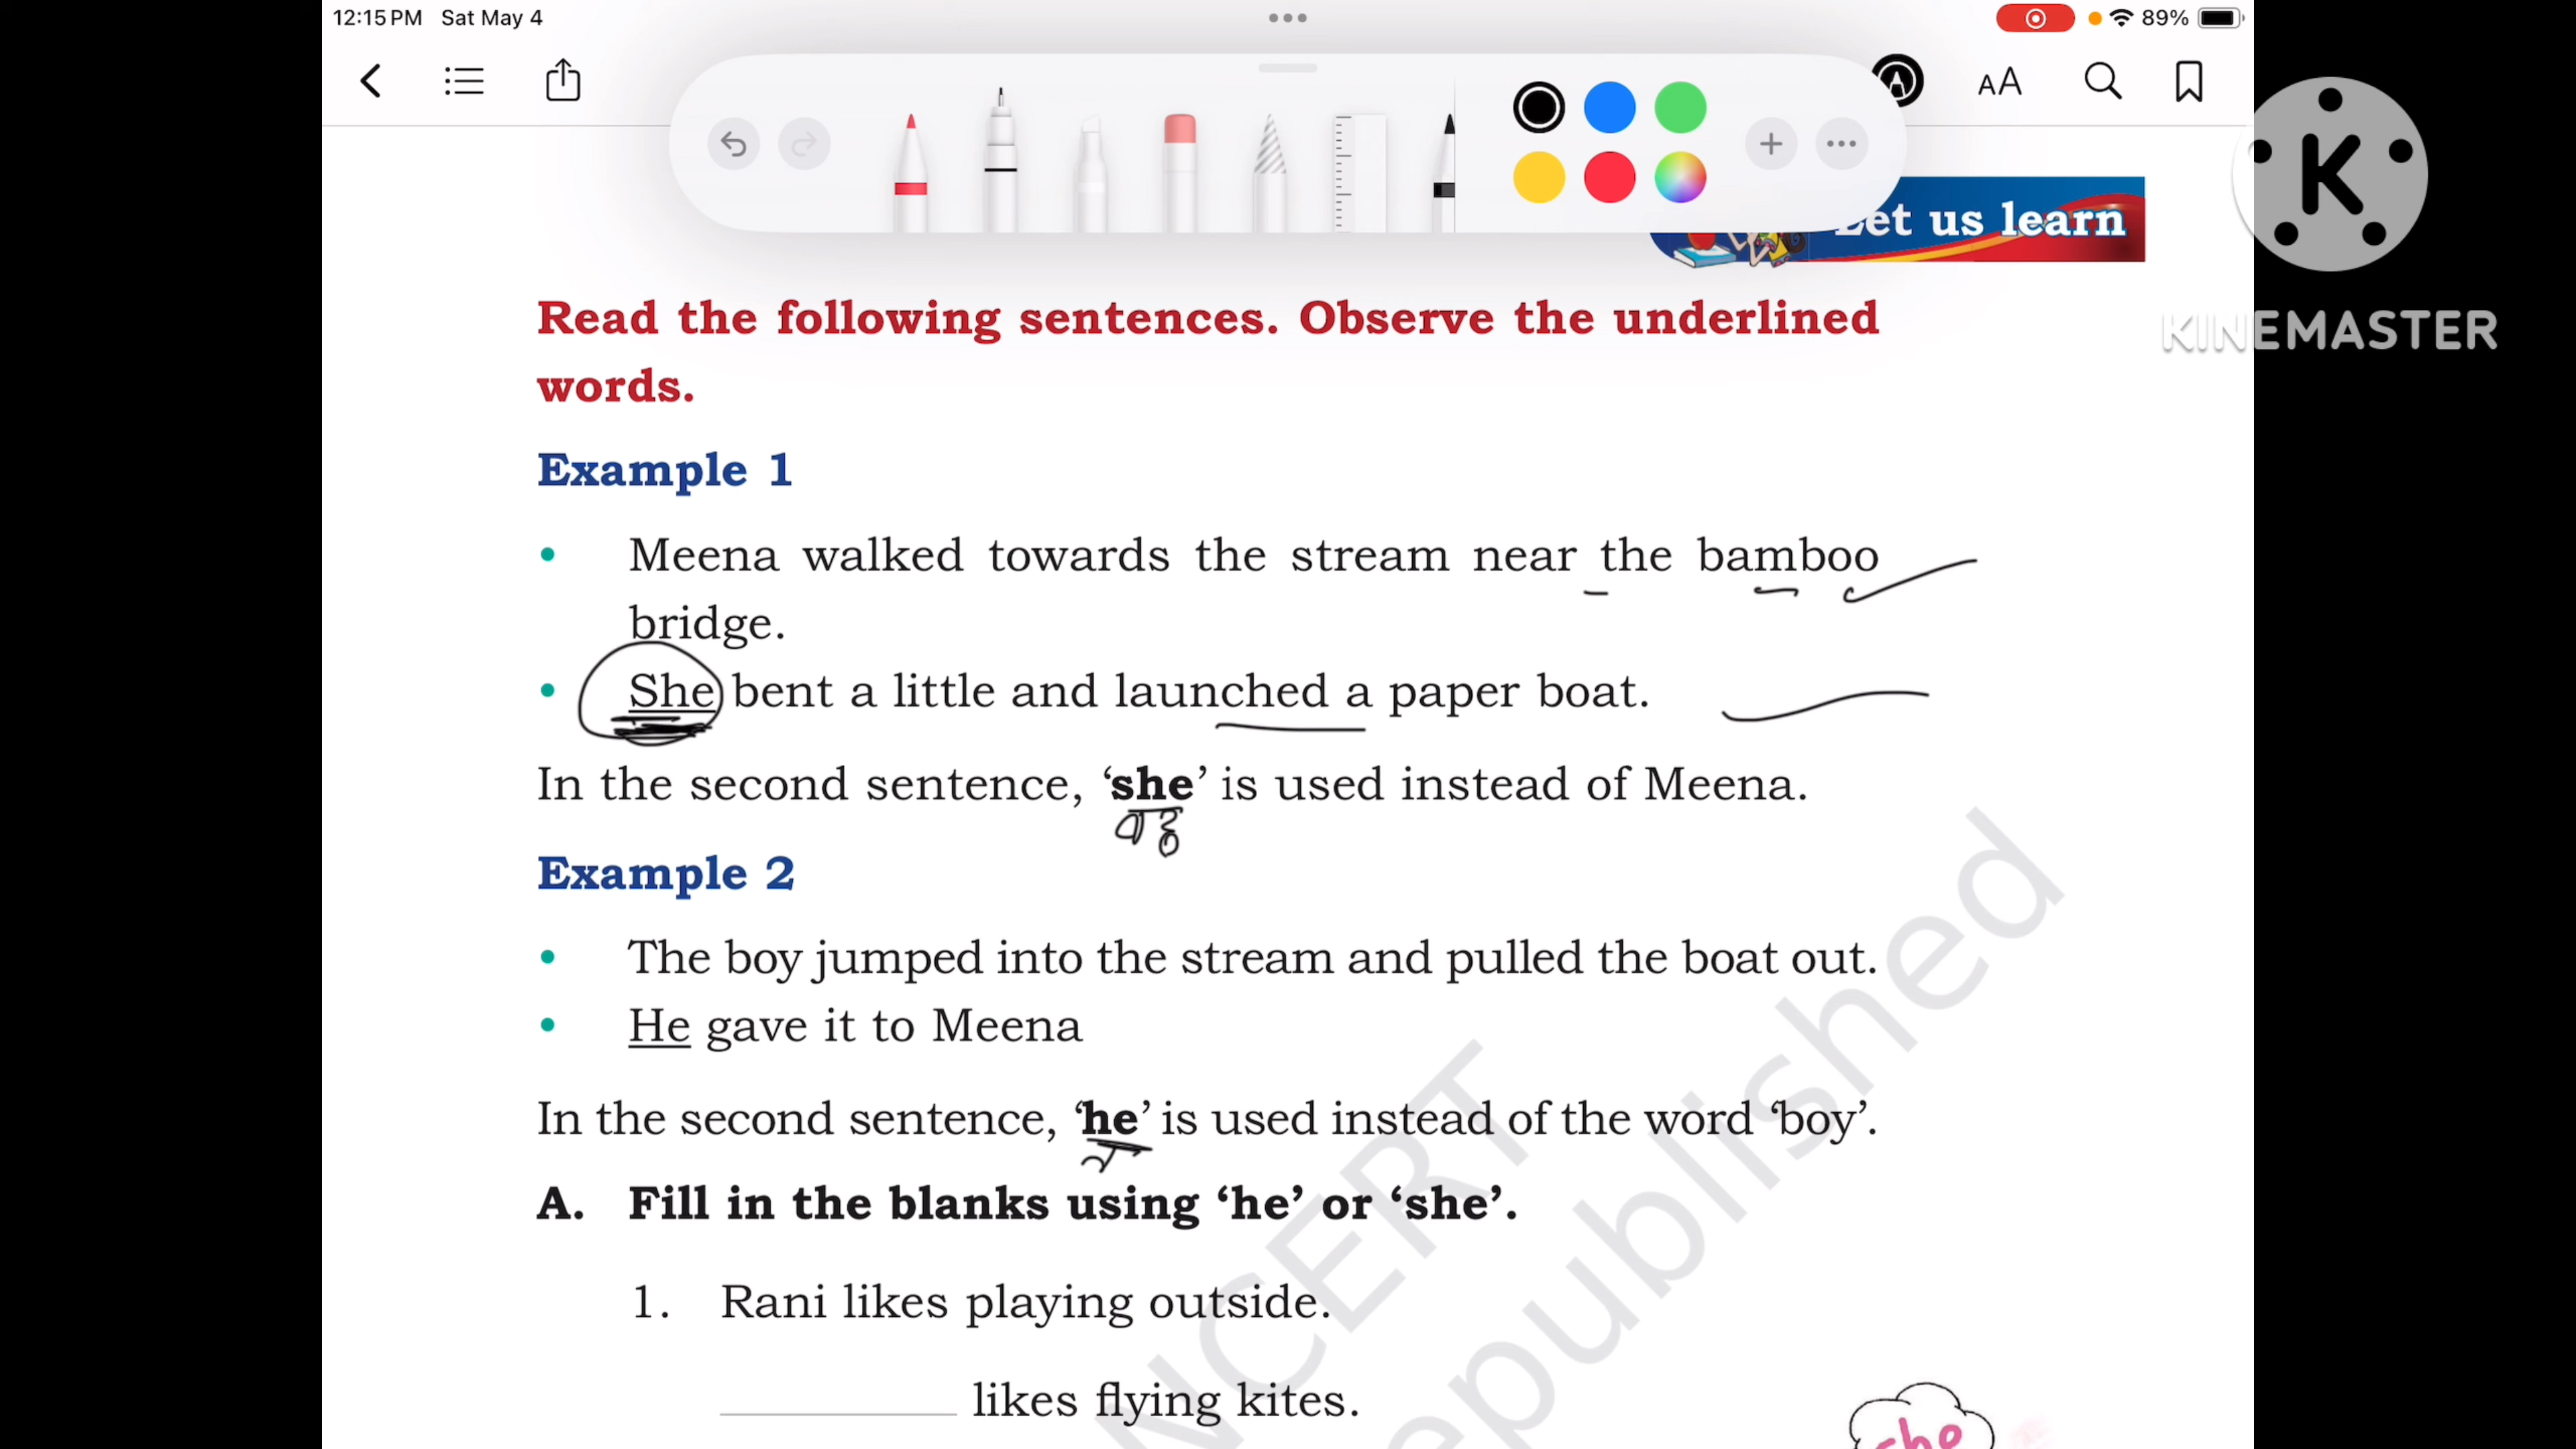 12:15 PM Sat May 4
89%
AA
Let us learn
K
KINEMASTER
Read the following sentences. Observe the underlined
words.
Example 1
• Meena walked towards the stream near the bamboo
bridge.
• She bent a little and launched a paper boat.
In the second sentence, ‘she’ is used instead of Meena.
वह
Example 2
• The boy jumped into the stream and pulled the boat out.
• He gave it to Meena
In the second sentence, ‘he’ is used instead of the word ‘boy’.
A. Fill in the blanks using ‘he’ or ‘she’.
1. Rani likes playing outside.
likes flying kites.
she
NCERT
republished